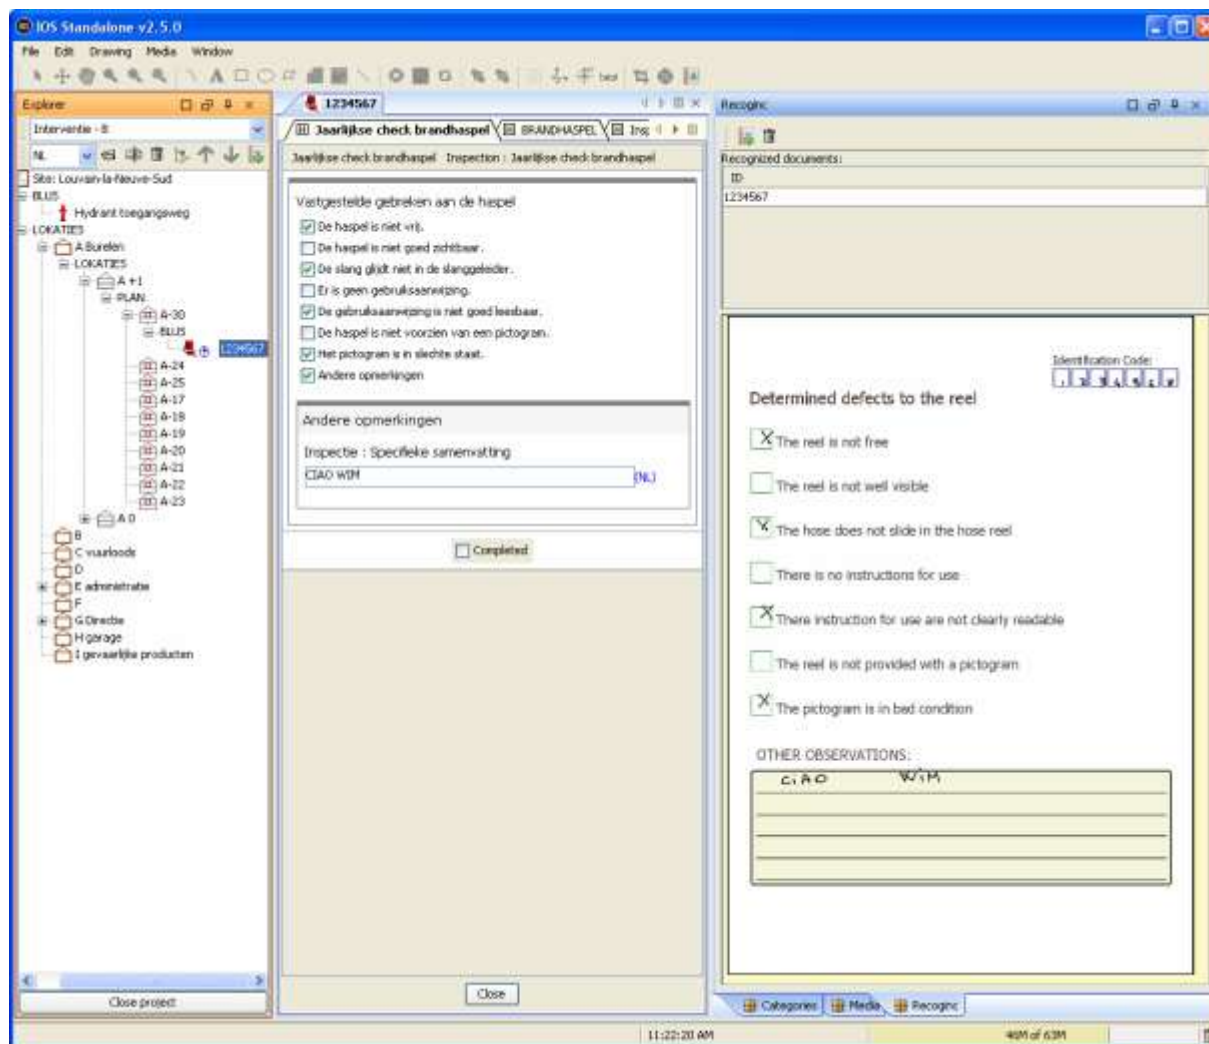 IOS Standalone v2.5.0
File Edit Drawing Media Window
Explorer
Interventie - B
NL
Site: Louvain-la-Neuve-Sud
BLUS
Hydrant toegangsweg
LOKATIES
A Burelen
LOKATIES
A +1
PLAN
A-30
BLUS
1234567
A-24
A-25
A-17
A-18
A-19
A-20
A-21
A-22
A-23
A 0
B
C vuurloods
D
E administratie
F
G Directie
H garage
I gevaarlijke producten
Close project
1234567
Jaarlijkse check brandhaspel BRANDHASPEL Insp
Jaarlijkse check brandhaspel Inspection : Jaarlijkse check brandhaspel
Vastgestelde gebreken aan de haspel
De haspel is niet vrij.
De haspel is niet goed zichtbaar.
De slang glijdt niet in de slanggeleider.
Er is geen gebruiksaanwijzing.
De gebruiksaanwijzing is niet goed leesbaar.
De haspel is niet voorzien van een pictogram.
Het pictogram is in slechte staat.
Andere opmerkingen
Andere opmerkingen
Inspectie : Specifieke samenvatting
CIAO WIM (NL)
Completed
Close
Recoginc
Recognized documents:
ID
1234567
Identification Code:
Determined defects to the reel
X The reel is not free
The reel is not well visible
X The hose does not slide in the hose reel
There is no instructions for use
X There instruction for use are not clearly readable
The reel is not provided with a pictogram
X The pictogram is in bad condition
OTHER OBSERVATIONS:
CiAO WiM
Categories Media Recoginc
11:22:20 AM 46M of 63M